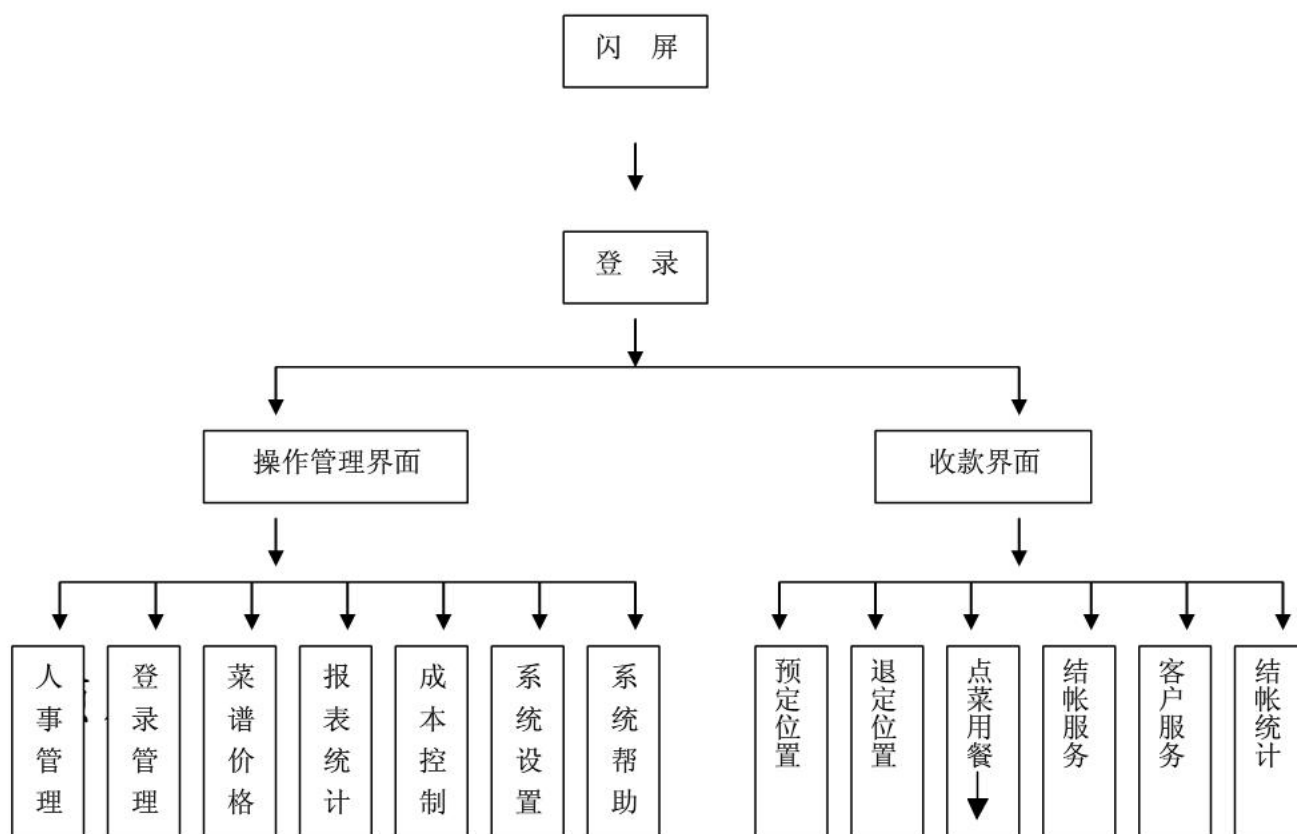 闪 屏
登 录
操作管理界面
收款界面
人事管理
登录管理
菜谱价格
报表统计
成本控制
系统设置
系统帮助
预定位置
退定位置
点菜用餐
结帐服务
客户服务
结帐统计